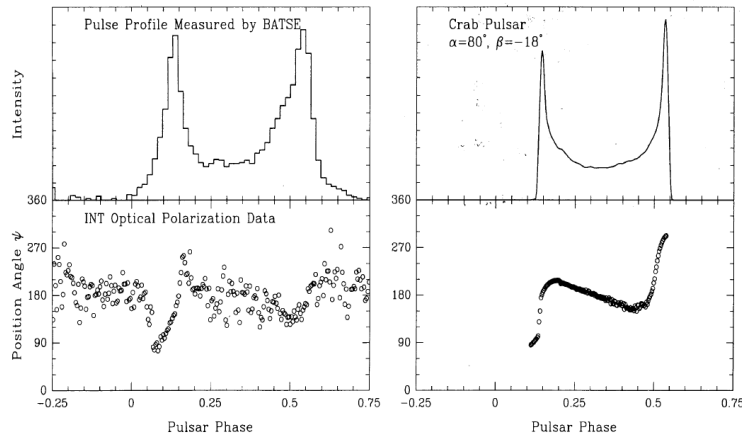 Pulse Profile Measured by BATSE
Intensity
360
INT Optical Polarization Data
Position Angle ψ
270
180
90
0
-0.25 0 0.25 0.5 0.75
Pulsar Phase
Crab Pulsar
α=80°, β=-18°
360
270
180
90
0
-0.25 0 0.25 0.5 0.75
Pulsar Phase